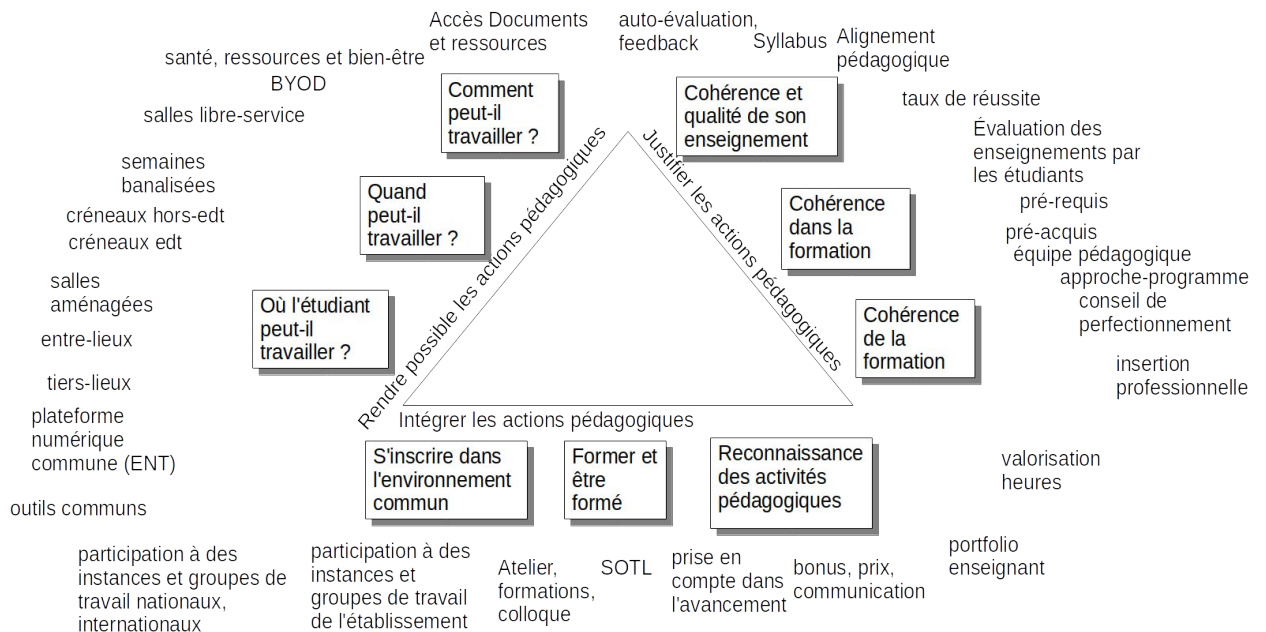 Accès Documents
et ressources
auto-évaluation,
feedback
Syllabus
Alignement
pédagogique
santé, ressources et bien-être
BYOD
salles libre-service
Comment
peut-il
travailler ?
Cohérence et
qualité de son
enseignement
taux de réussite
Évaluation des
enseignements par
les étudiants
semaines
banalisées
Quand
peut-il
travailler ?
Rendre possible les actions pédagogiques
Justifier les actions pédagogiques
Cohérence
dans la
formation
pré-requis
créneaux hors-edt
créneaux edt
pré-acquis
équipe pédagogique
approche-programme
conseil de
perfectionnement
salles
aménagées
Où l'étudiant
peut-il
travailler ?
Cohérence
de la
formation
entre-lieux
insertion
professionnelle
tiers-lieux
plateforme
numérique
commune (ENT)
Intégrer les actions pédagogiques
S'inscrire dans
l'environnement
commun
Former et
être
formé
Reconnaissance
des activités
pédagogiques
valorisation
heures
outils communs
participation à des
instances et groupes de
travail nationaux,
internationaux
participation à des
instances et
groupes de travail
de l'établissement
Atelier,
formations,
colloque
SOTL
prise en
compte dans
l'avancement
bonus, prix,
communication
portfolio
enseignant